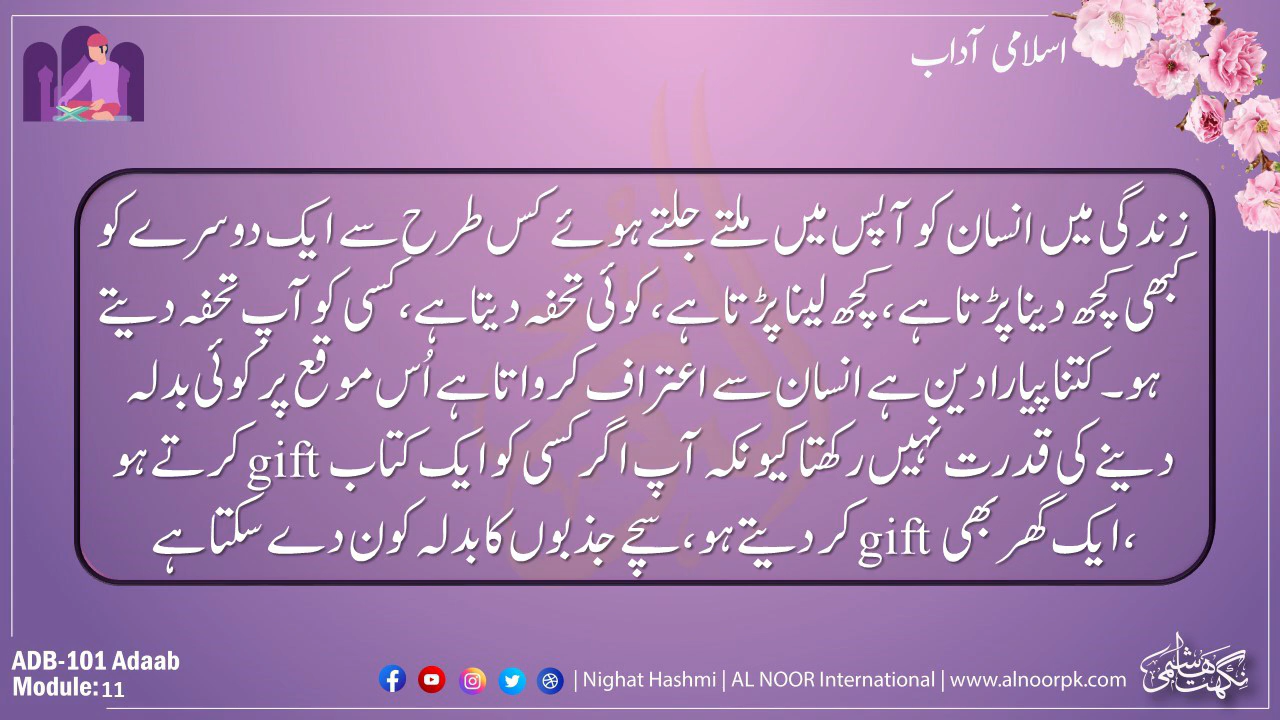 اسلامی آداب
زندگی میں انسان کو آپس میں ملتے جلتے ہوئے کس طرح سے ایک دوسرے کو
کبھی کچھ دینا پڑتا ہے، کچھ لینا پڑتا ہے، کوئی تحفہ دیتا ہے، کسی کو آپ تحفہ دیتے
ہو۔ کتنا پیارا دین ہے انسان سے اعتراف کرواتا ہے اُس موقع پر کوئی بدلہ
دینے کی قدرت نہیں رکھتا کیونکہ آپ اگر کسی کو ایک کتاب gift کرتے ہو
،ایک گھر بھی gift کر دیتے ہو، سچے جذبوں کا بدلہ کون دے سکتا ہے
ADB-101 Adaab
Module:11
| Nighat Hashmi | AL NOOR International | www.alnoorpk.com
نگہت ہاشمی